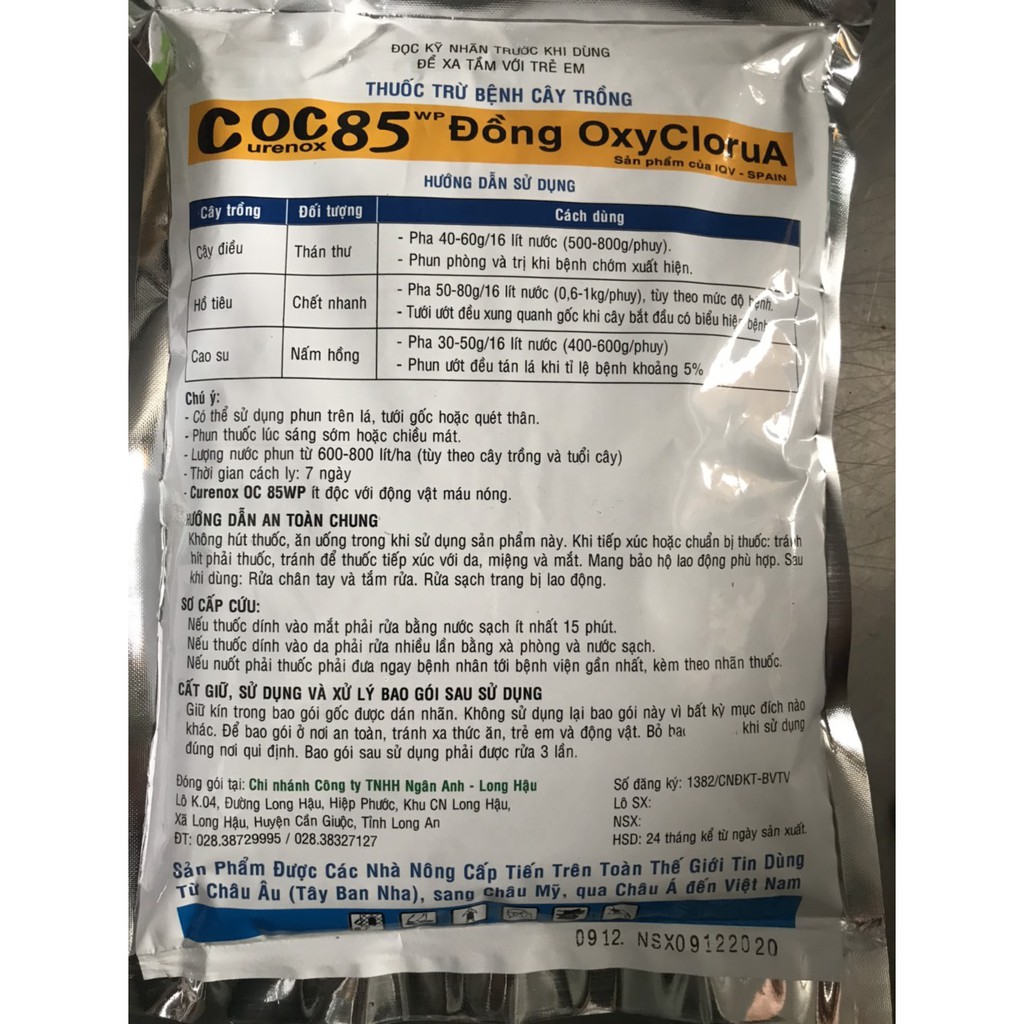 ĐỌC KỸ NHÃN TRƯỚC KHI DÙNG
ĐỂ XA TẦM VỚI TRẺ EM
THUỐC TRỪ BỆNH CÂY TRỒNG
COC85WP Đồng OxyCloruA
urenox
Sản phẩm của IQV - SPAIN
HƯỚNG DẪN SỬ DỤNG
Cây trồng Đối tượng Cách dùng
Cây điều Thán thư - Pha 40-60g/16 lít nước (500-800g/phuy).
- Phun phòng và trị khi bệnh chớm xuất hiện.
Hồ tiêu Chết nhanh - Pha 50-80g/16 lít nước (0,6-1kg/phuy), tùy theo mức độ bệnh.
- Tưới ướt đều xung quanh gốc khi cây bắt đầu có biểu hiện bệnh
Cao su Nấm hồng - Pha 30-50g/16 lít nước (400-600g/phuy)
- Phun ướt đều tán lá khi tỉ lệ bệnh khoảng 5%
Chú ý:
- Có thể sử dụng phun trên lá, tưới gốc hoặc quét thân.
- Phun thuốc lúc sáng sớm hoặc chiều mát.
- Lượng nước phun từ 600-800 lít/ha (tùy theo cây trồng và tuổi cây)
- Thời gian cách ly: 7 ngày
- Curenox OC 85WP ít độc với động vật máu nóng.
HƯỚNG DẪN AN TOÀN CHUNG
Không hút thuốc, ăn uống trong khi sử dụng sản phẩm này. Khi tiếp xúc hoặc chuẩn bị thuốc: tránh
hít phải thuốc, tránh để thuốc tiếp xúc với da, miệng và mắt. Mang bảo hộ lao động phù hợp. Sau
khi dùng: Rửa chân tay và tắm rửa. Rửa sạch trang bị lao động.
SƠ CẤP CỨU:
Nếu thuốc dính vào mắt phải rửa bằng nước sạch ít nhất 15 phút.
Nếu thuốc dính vào da phải rửa nhiều lần bằng xà phòng và nước sạch.
Nếu nuốt phải thuốc phải đưa ngay bệnh nhân tới bệnh viện gần nhất, kèm theo nhãn thuốc.
CẤT GIỮ, SỬ DỤNG VÀ XỬ LÝ BAO GÓI SAU SỬ DỤNG
Giữ kín trong bao gói gốc được dán nhãn. Không sử dụng lại bao gói này vì bất kỳ mục đích nào
khác. Để bao gói ở nơi an toàn, tránh xa thức ăn, trẻ em và động vật. Bỏ khi sử dụng
đúng nơi qui định. Bao gói sau sử dụng phải được rửa 3 lần.
Đóng gói tại: Chi nhánh Công ty TNHH Ngân Anh - Long Hậu
Lô K.04, Đường Long Hậu, Hiệp Phước, Khu CN Long Hậu,
Xã Long Hậu, Huyện Cần Giuộc, Tỉnh Long An
ĐT: 028.38729995 / 028.38327127
Số đăng ký: 1382/CNĐKT-BVTV
Lô SX:
NSX:
HSD: 24 tháng kể từ ngày sản xuất.
Sản Phẩm Được Các Nhà Nông Cấp Tiến Trên Toàn Thế Giới Tin Dùng
Từ Châu Âu (Tây Ban Nha), sang Châu Mỹ, qua Châu Á đến Việt Nam
0912. NSX09122020